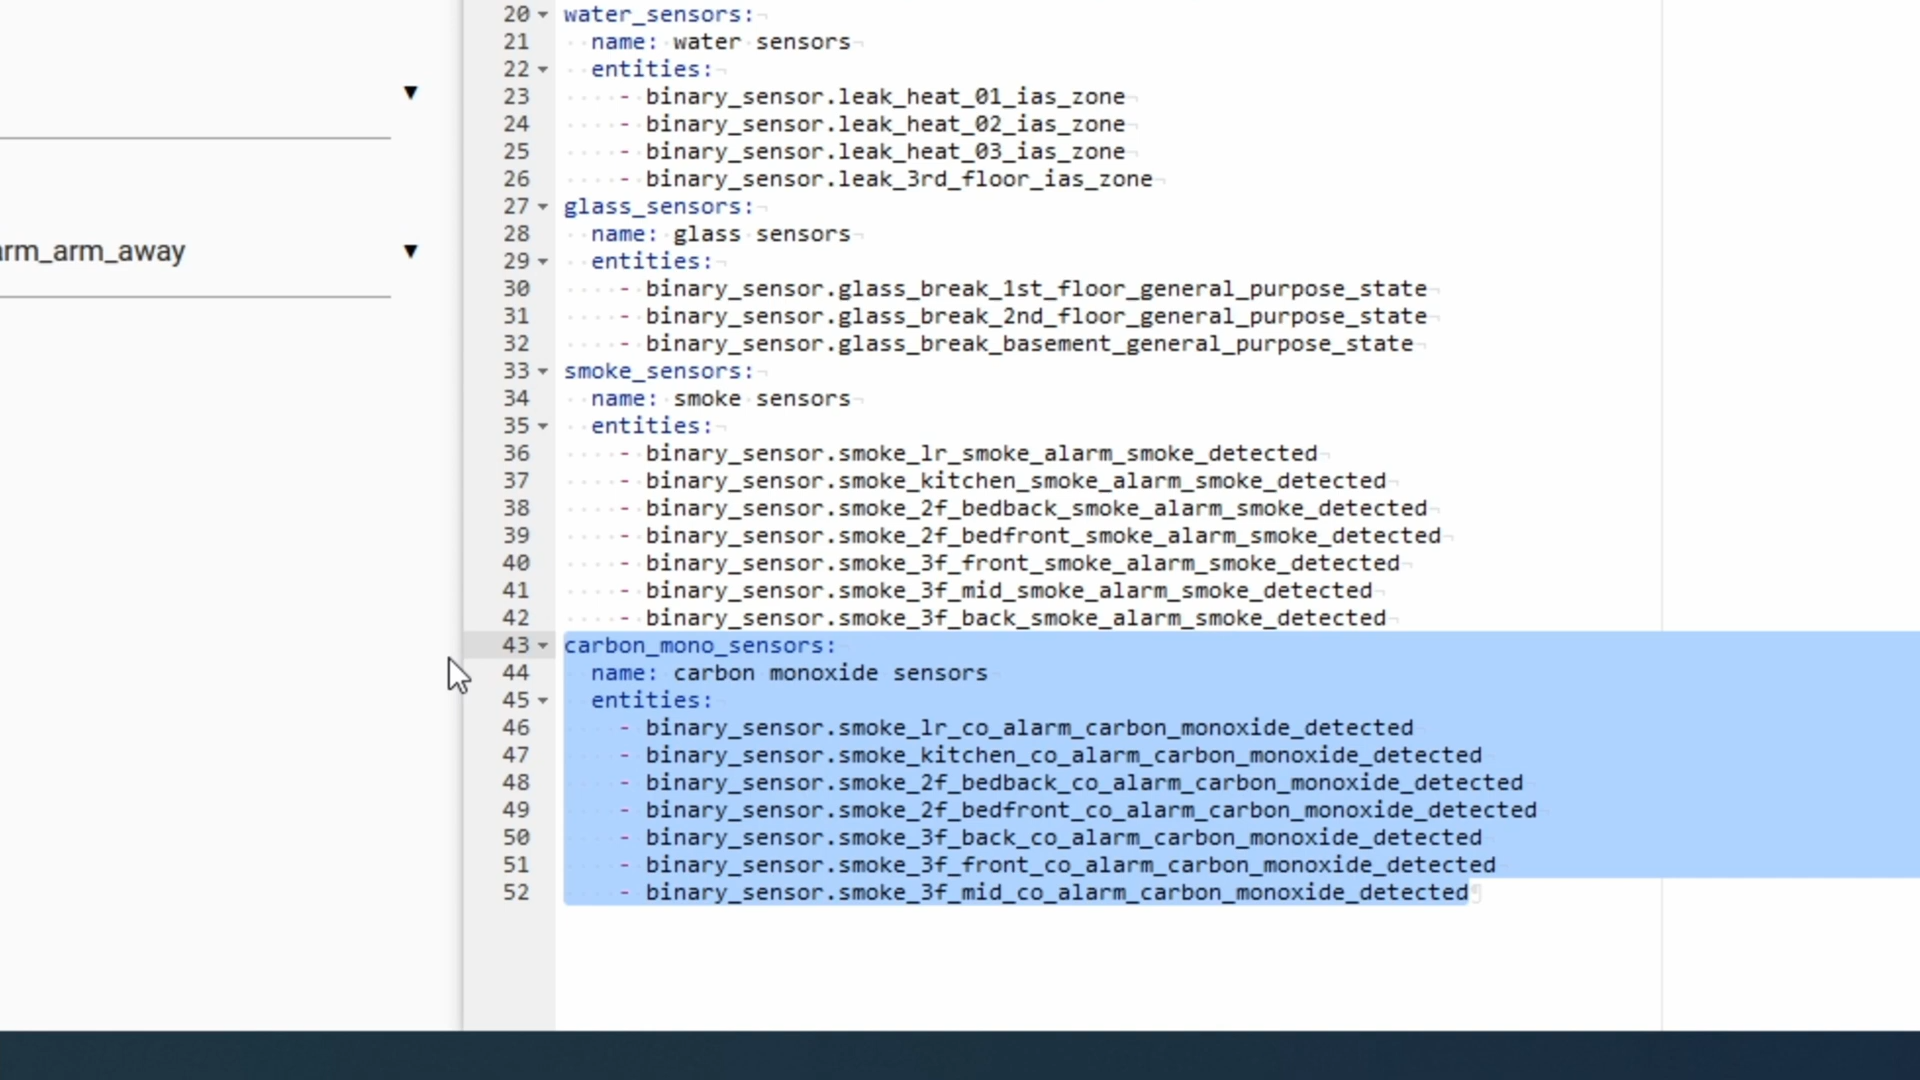 20 water_sensors:
21 name: water sensors
22 entities:
23 - binary_sensor.leak_heat_01_ias_zone
24 - binary_sensor.leak_heat_02_ias_zone
25 - binary_sensor.leak_heat_03_ias_zone
26 - binary_sensor.leak_3rd_floor_ias_zone
27 glass_sensors:
arm_arm_away
28 name: glass sensors
29 entities:
30 - binary_sensor.glass_break_1st_floor_general_purpose_state
31 - binary_sensor.glass_break_2nd_floor_general_purpose_state
32 - binary_sensor.glass_break_basement_general_purpose_state
33 smoke_sensors:
34 name: smoke sensors
35 entities:
36 - binary_sensor.smoke_lr_smoke_alarm_smoke_detected
37 - binary_sensor.smoke_kitchen_smoke_alarm_smoke_detected
38 - binary_sensor.smoke_2f_bedback_smoke_alarm_smoke_detected
39 - binary_sensor.smoke_2f_bedfront_smoke_alarm_smoke_detected
40 - binary_sensor.smoke_3f_front_smoke_alarm_smoke_detected
41 - binary_sensor.smoke_3f_mid_smoke_alarm_smoke_detected
42 - binary_sensor.smoke_3f_back_smoke_alarm_smoke_detected
43 carbon_mono_sensors:
44 name: carbon monoxide sensors
45 entities:
46 - binary_sensor.smoke_lr_co_alarm_carbon_monoxide_detected
47 - binary_sensor.smoke_kitchen_co_alarm_carbon_monoxide_detected
48 - binary_sensor.smoke_2f_bedback_co_alarm_carbon_monoxide_detected
49 - binary_sensor.smoke_2f_bedfront_co_alarm_carbon_monoxide_detected
50 - binary_sensor.smoke_3f_back_co_alarm_carbon_monoxide_detected
51 - binary_sensor.smoke_3f_front_co_alarm_carbon_monoxide_detected
52 - binary_sensor.smoke_3f_mid_co_alarm_carbon_monoxide_detected